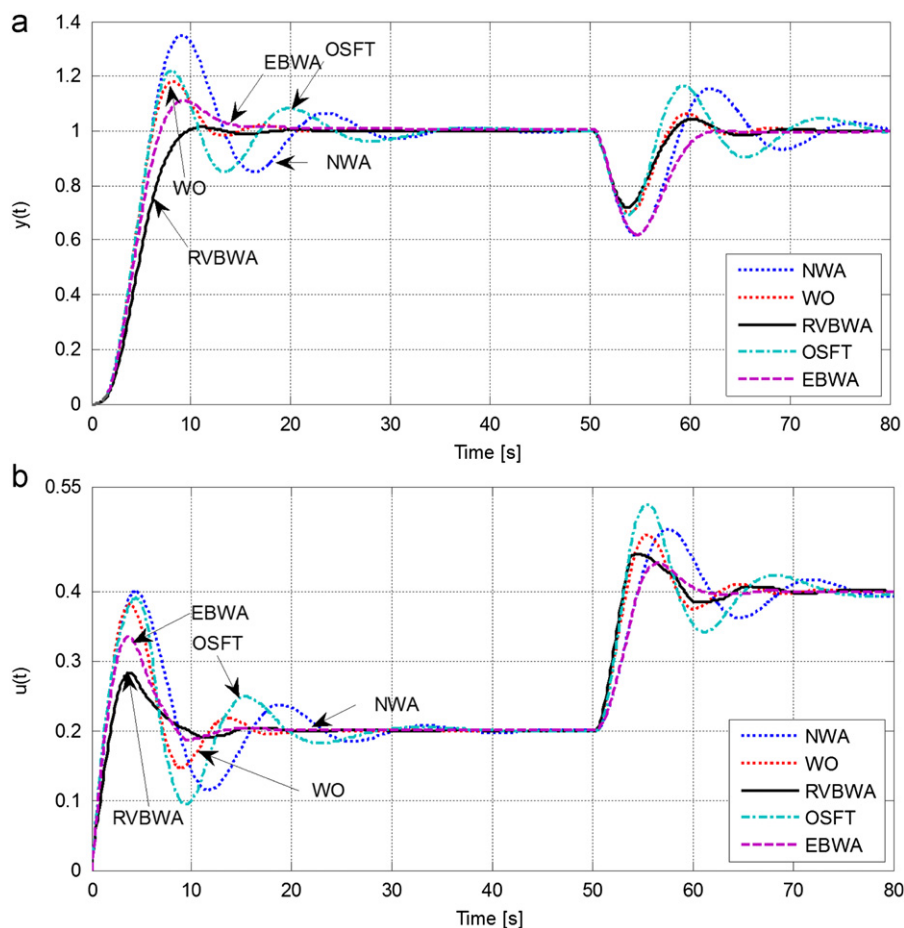 a
1.4
1.2
1
0.8
0.6
0.4
0.2
0
y(t)
EBWA
OSFT
WO
NWA
RVBWA
NWA
WO
RVBWA
OSFT
EBWA
0 10 20 30 40 50 60 70 80
Time [s]
b
0.55
0.4
0.3
0.2
0.1
0
u(t)
EBWA
OSFT
NWA
RVBWA
WO
NWA
WO
RVBWA
OSFT
EBWA
0 10 20 30 40 50 60 70 80
Time [s]